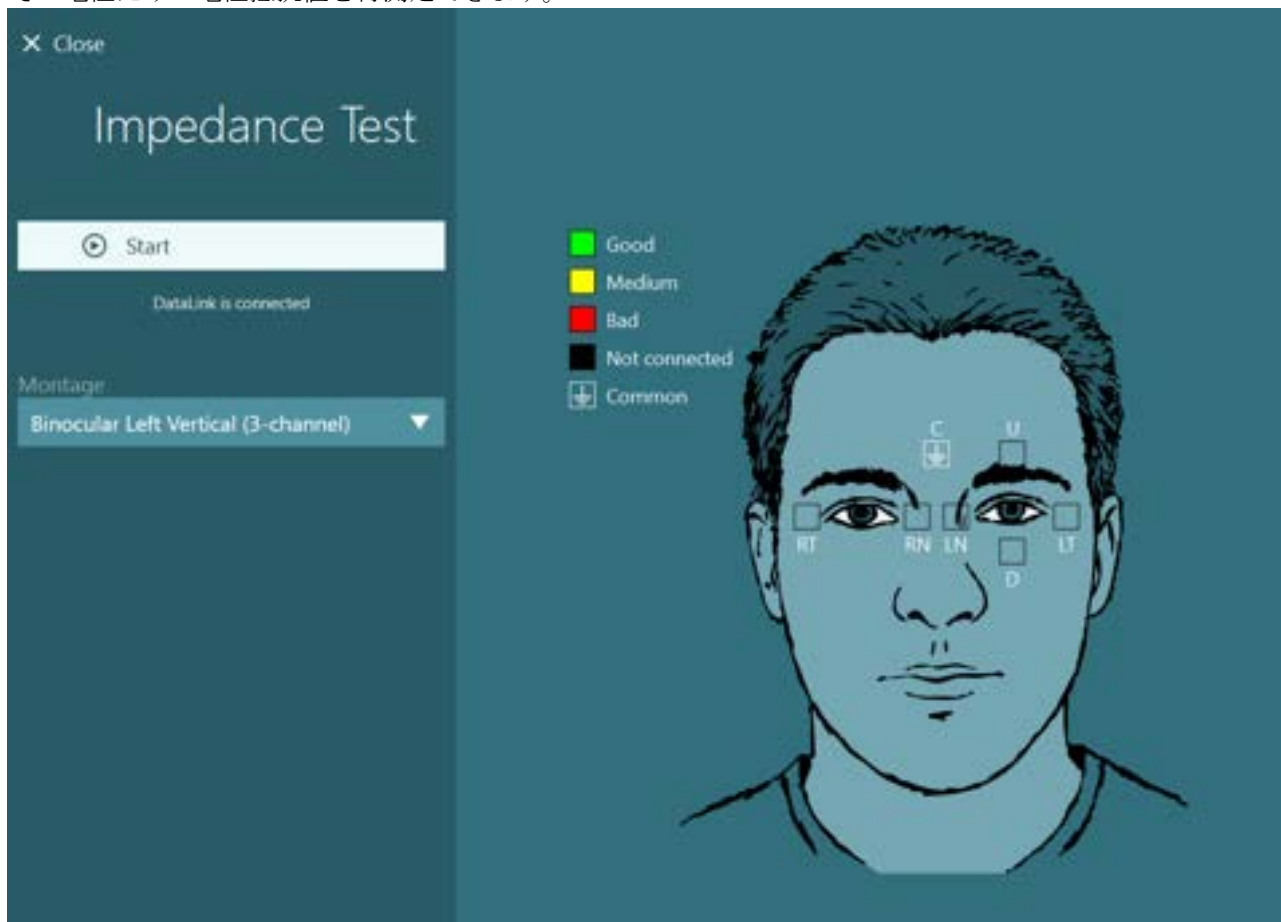 Close
Impedance Test
Start
DataLink is connected
Montage
Binocular Left Vertical (3-channel)
Good
Medium
Bad
Not connected
Common
C
U
RT
RN
LN
LT
D